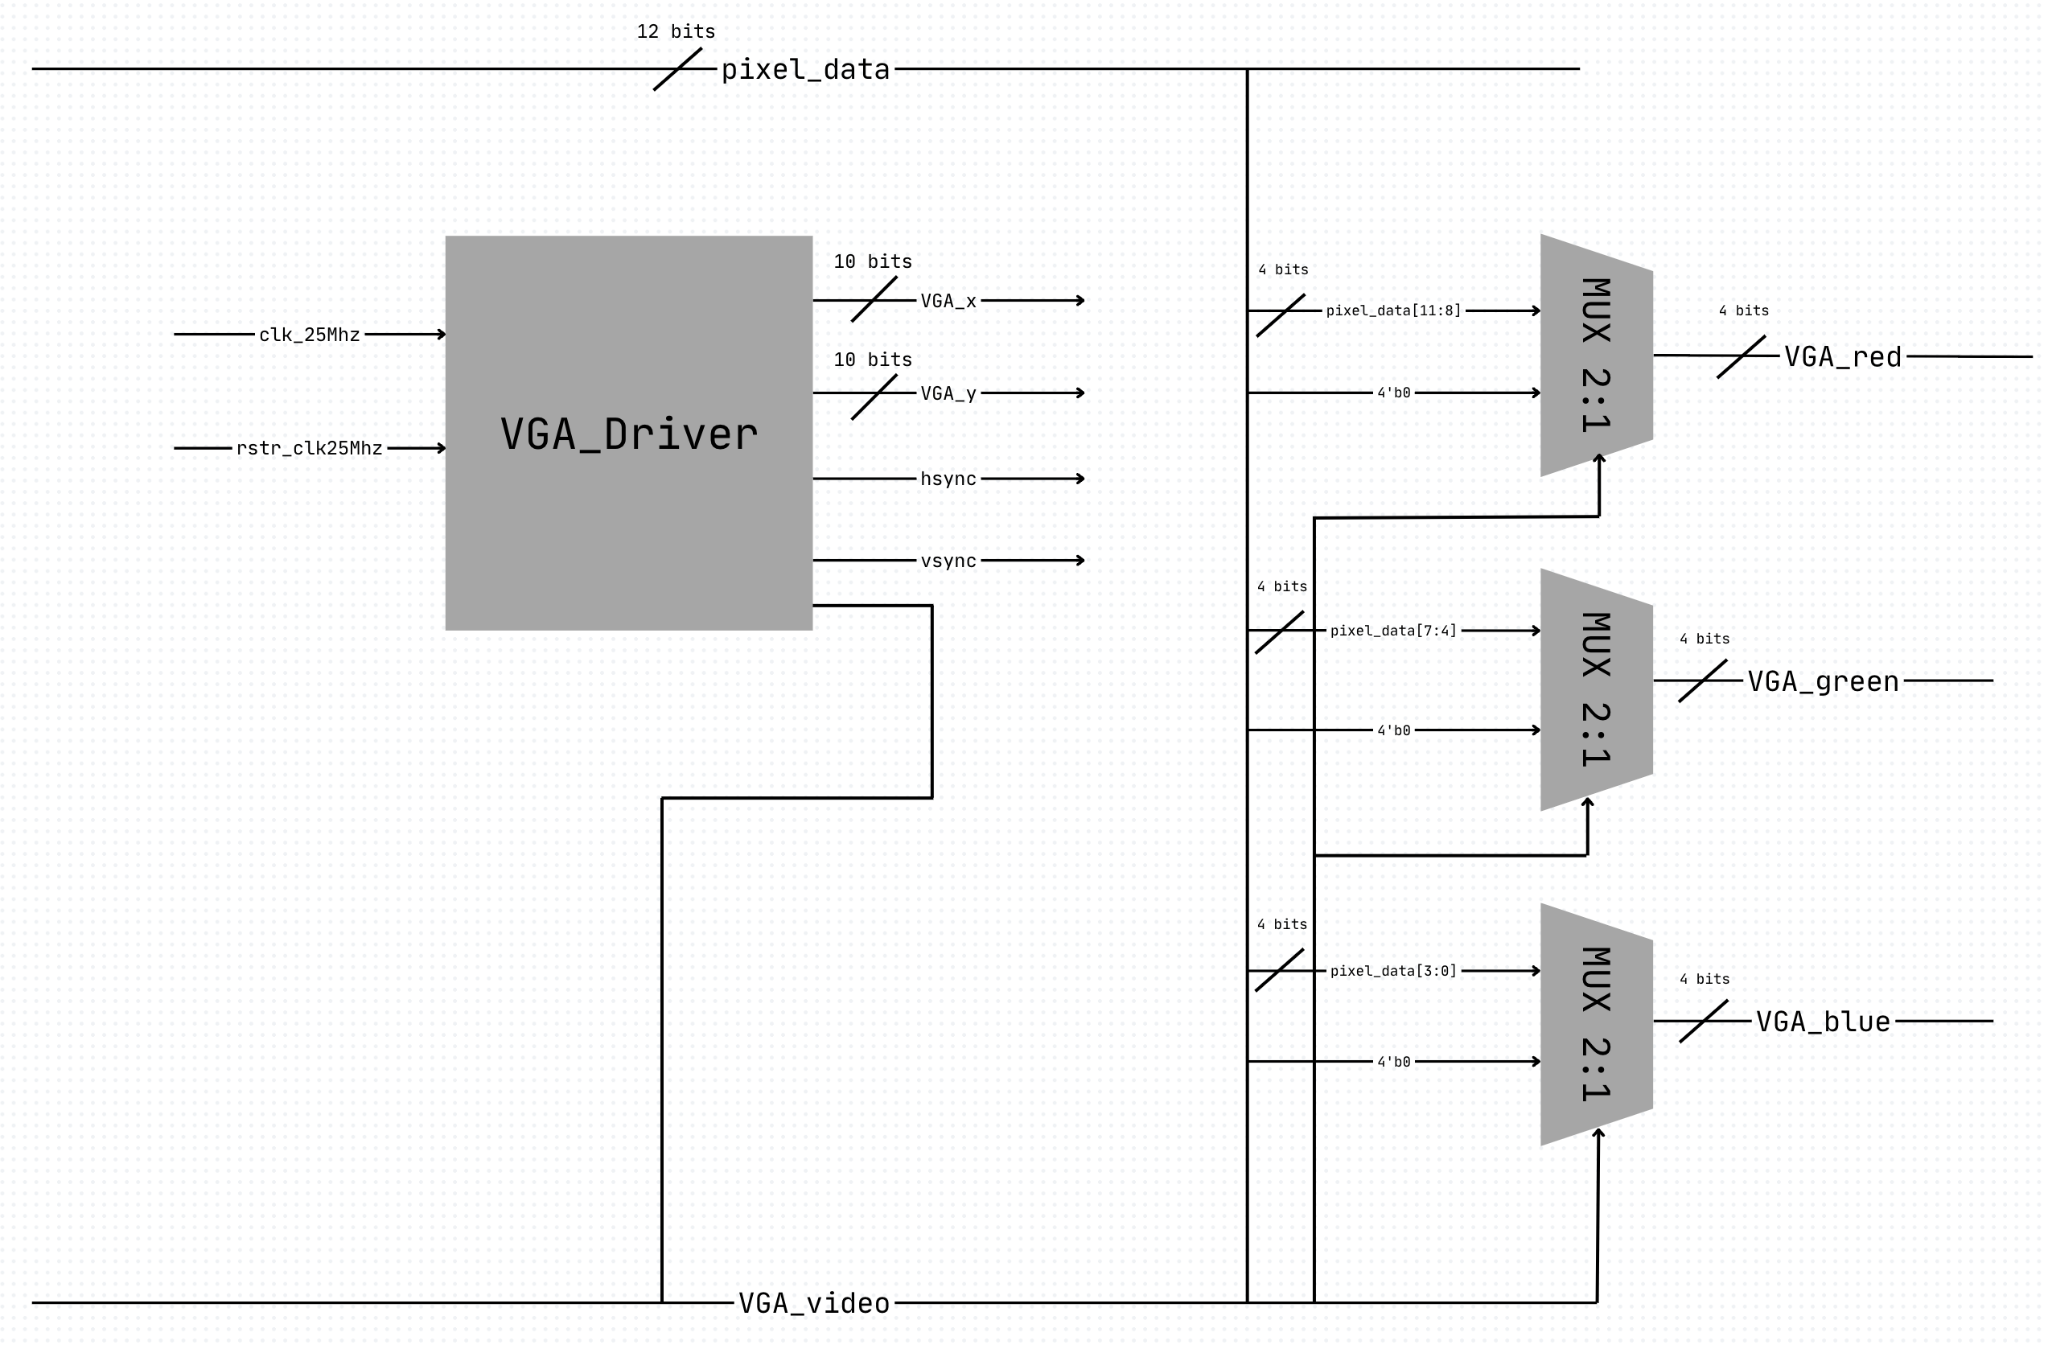 12 bits
pixel_data
VGA_Driver
clk_25Mhz
rstr_clk25Mhz
10 bits
VGA_x
10 bits
VGA_y
hsync
vsync
4 bits
pixel_data[11:8]
4'b0
MUX 2:1
4 bits
VGA_red
4 bits
pixel_data[7:4]
4'b0
MUX 2:1
4 bits
VGA_green
4 bits
pixel_data[3:0]
4'b0
MUX 2:1
4 bits
VGA_blue
VGA_video